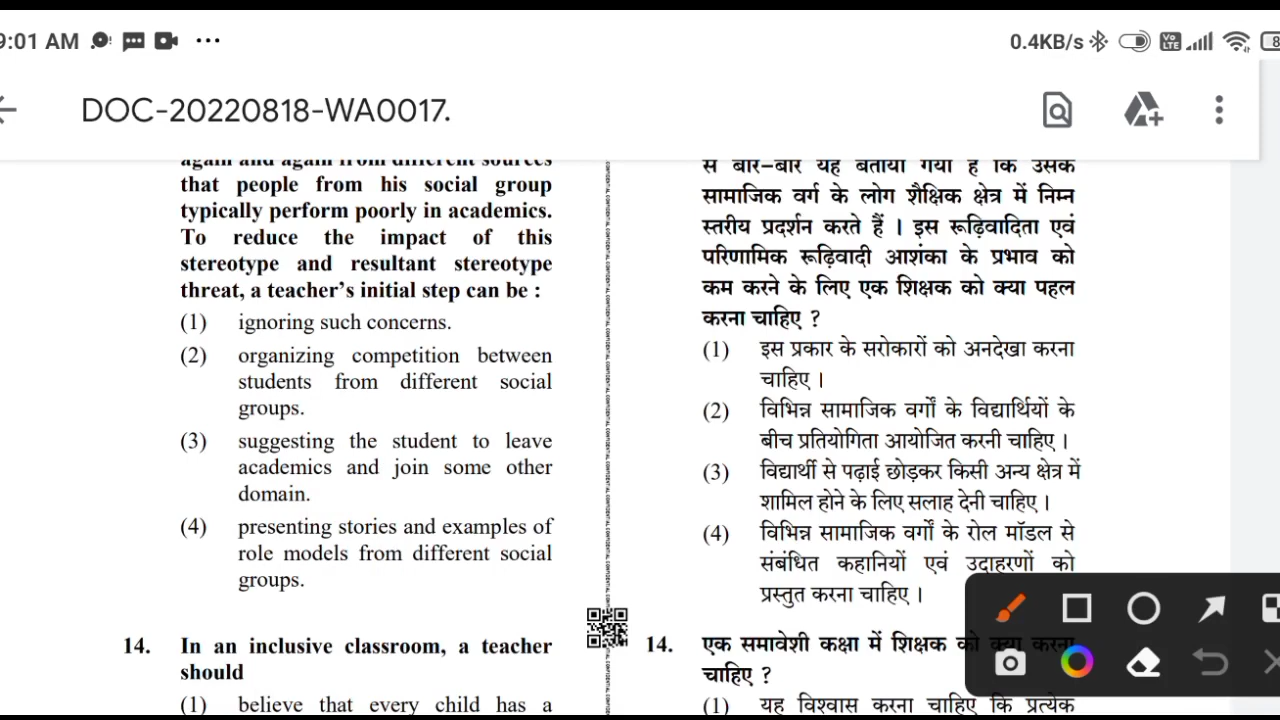 9:01 AM
0.4KB/s
DOC-20220818-WA0017.
again and again from different sources
that people from his social group
typically perform poorly in academics.
To reduce the impact of this
stereotype and resultant stereotype
threat, a teacher's initial step can be :
(1) ignoring such concerns.
(2) organizing competition between
students from different social
groups.
(3) suggesting the student to leave
academics and join some other
domain.
(4) presenting stories and examples of
role models from different social
groups.
14. In an inclusive classroom, a teacher
should
(1) believe that every child has a
से बार–बार यह बताया गया है कि उसके
सामाजिक वर्ग के लोग शैक्षिक क्षेत्र में निम्न
स्तरीय प्रदर्शन करते हैं । इस रूढ़िवादिता एवं
परिणामिक रूढ़िवादी आशंका के प्रभाव को
कम करने के लिए एक शिक्षक को क्या पहल
करना चाहिए ?
(1) इस प्रकार के सरोकारों को अनदेखा करना
चाहिए ।
(2) विभिन्न सामाजिक वर्गों के विद्यार्थियों के
बीच प्रतियोगिता आयोजित करनी चाहिए ।
(3) विद्यार्थी से पढ़ाई छोड़कर किसी अन्य क्षेत्र में
शामिल होने के लिए सलाह देनी चाहिए ।
(4) विभिन्न सामाजिक वर्गों के रोल मॉडल से
संबंधित कहानियों एवं उदाहरणों को
प्रस्तुत करना चाहिए ।
14. एक समावेशी कक्षा में शिक्षक को क्या करना
चाहिए ?
(1) यह विश्वास करना चाहिए कि प्रत्येक